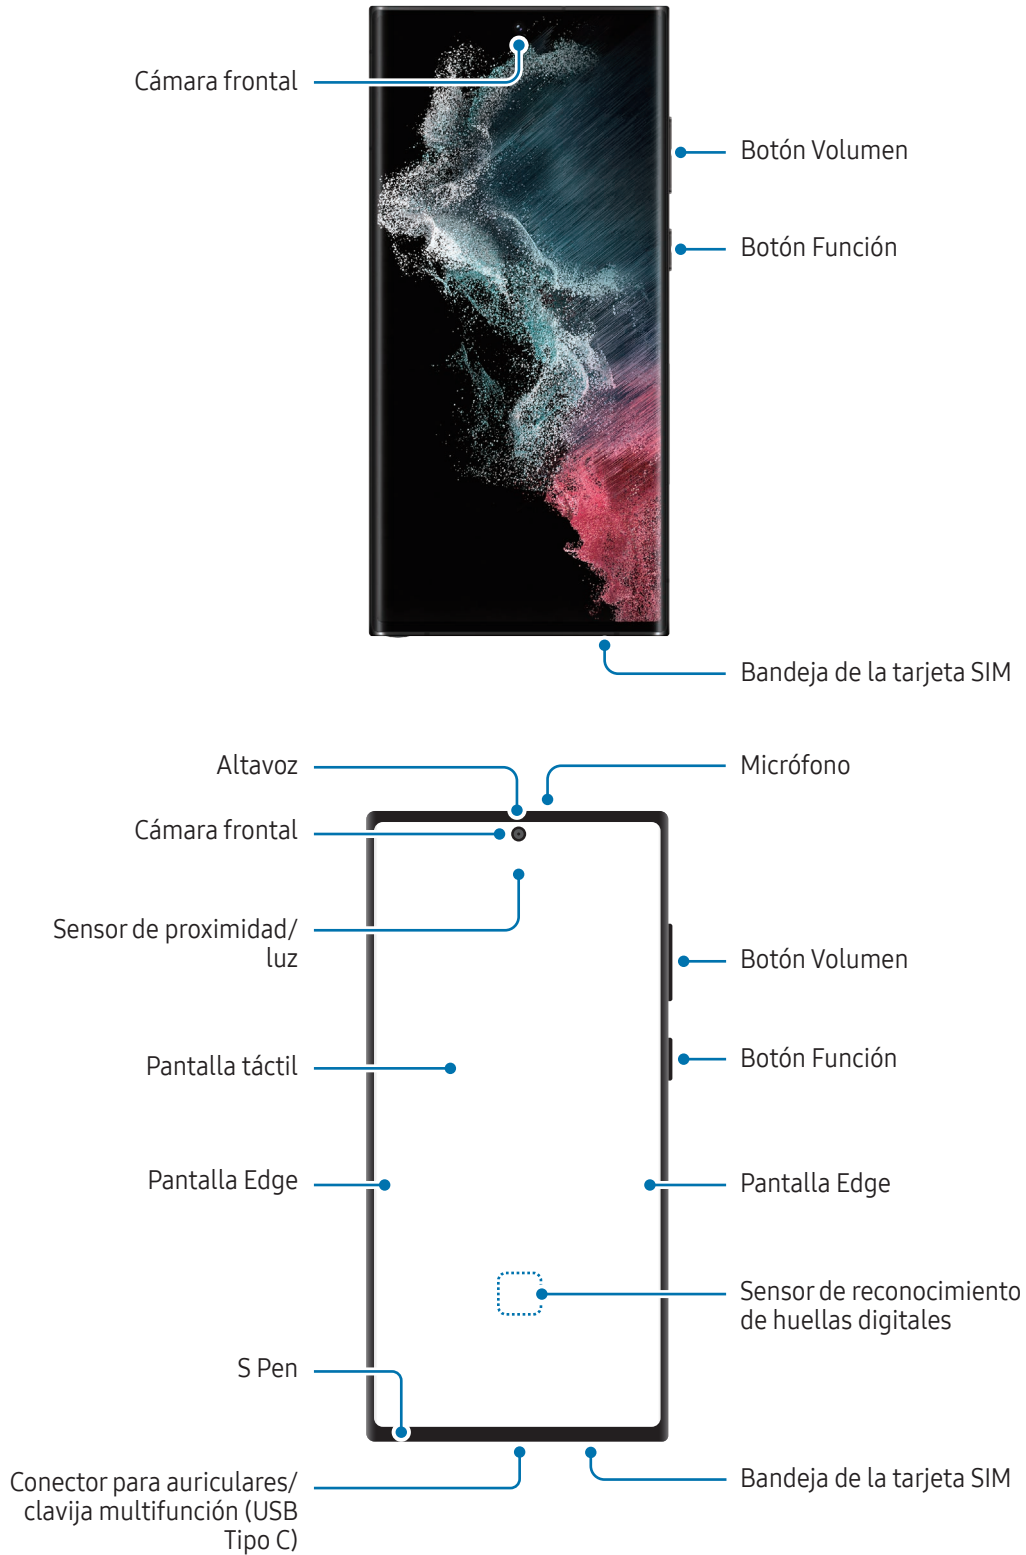 Cámara frontal
Botón Volumen
Botón Función
Bandeja de la tarjeta SIM
Altavoz
Micrófono
Cámara frontal
Sensor de proximidad/
luz
Botón Volumen
Pantalla táctil
Botón Función
Pantalla Edge
Pantalla Edge
Sensor de reconocimiento
de huellas digitales
S Pen
Conector para auriculares/
clavija multifunción (USB
Tipo C)
Bandeja de la tarjeta SIM